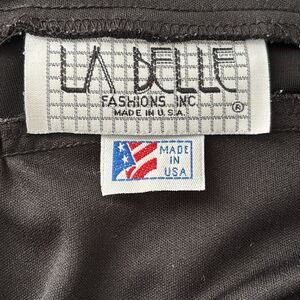 LA BELLE
FASHIONS, INC.
MADE IN U.S.A. ®
MADE
IN
USA